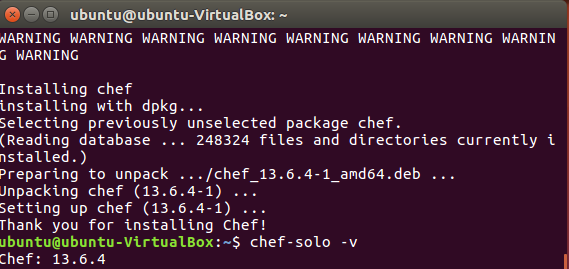 ubuntu@ubuntu-VirtualBox: ~
WARNING WARNING WARNING WARNING WARNING WARNING WARNING WARNIN
G WARNING

Installing chef
installing with dpkg...
Selecting previously unselected package chef.
(Reading database ... 248324 files and directories currently i
nstalled.)
Preparing to unpack .../chef_13.6.4-1_amd64.deb ...
Unpacking chef (13.6.4-1) ...
Setting up chef (13.6.4-1) ...
Thank you for installing Chef!
ubuntu@ubuntu-VirtualBox:~$ chef-solo -v
Chef: 13.6.4